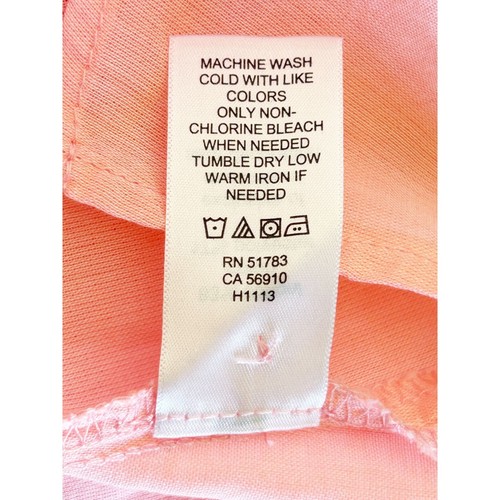 MACHINE WASH
COLD WITH LIKE
COLORS
ONLY NON-
CHLORINE BLEACH
WHEN NEEDED
TUMBLE DRY LOW
WARM IRON IF
NEEDED
RN 51783
CA 56910
H1113